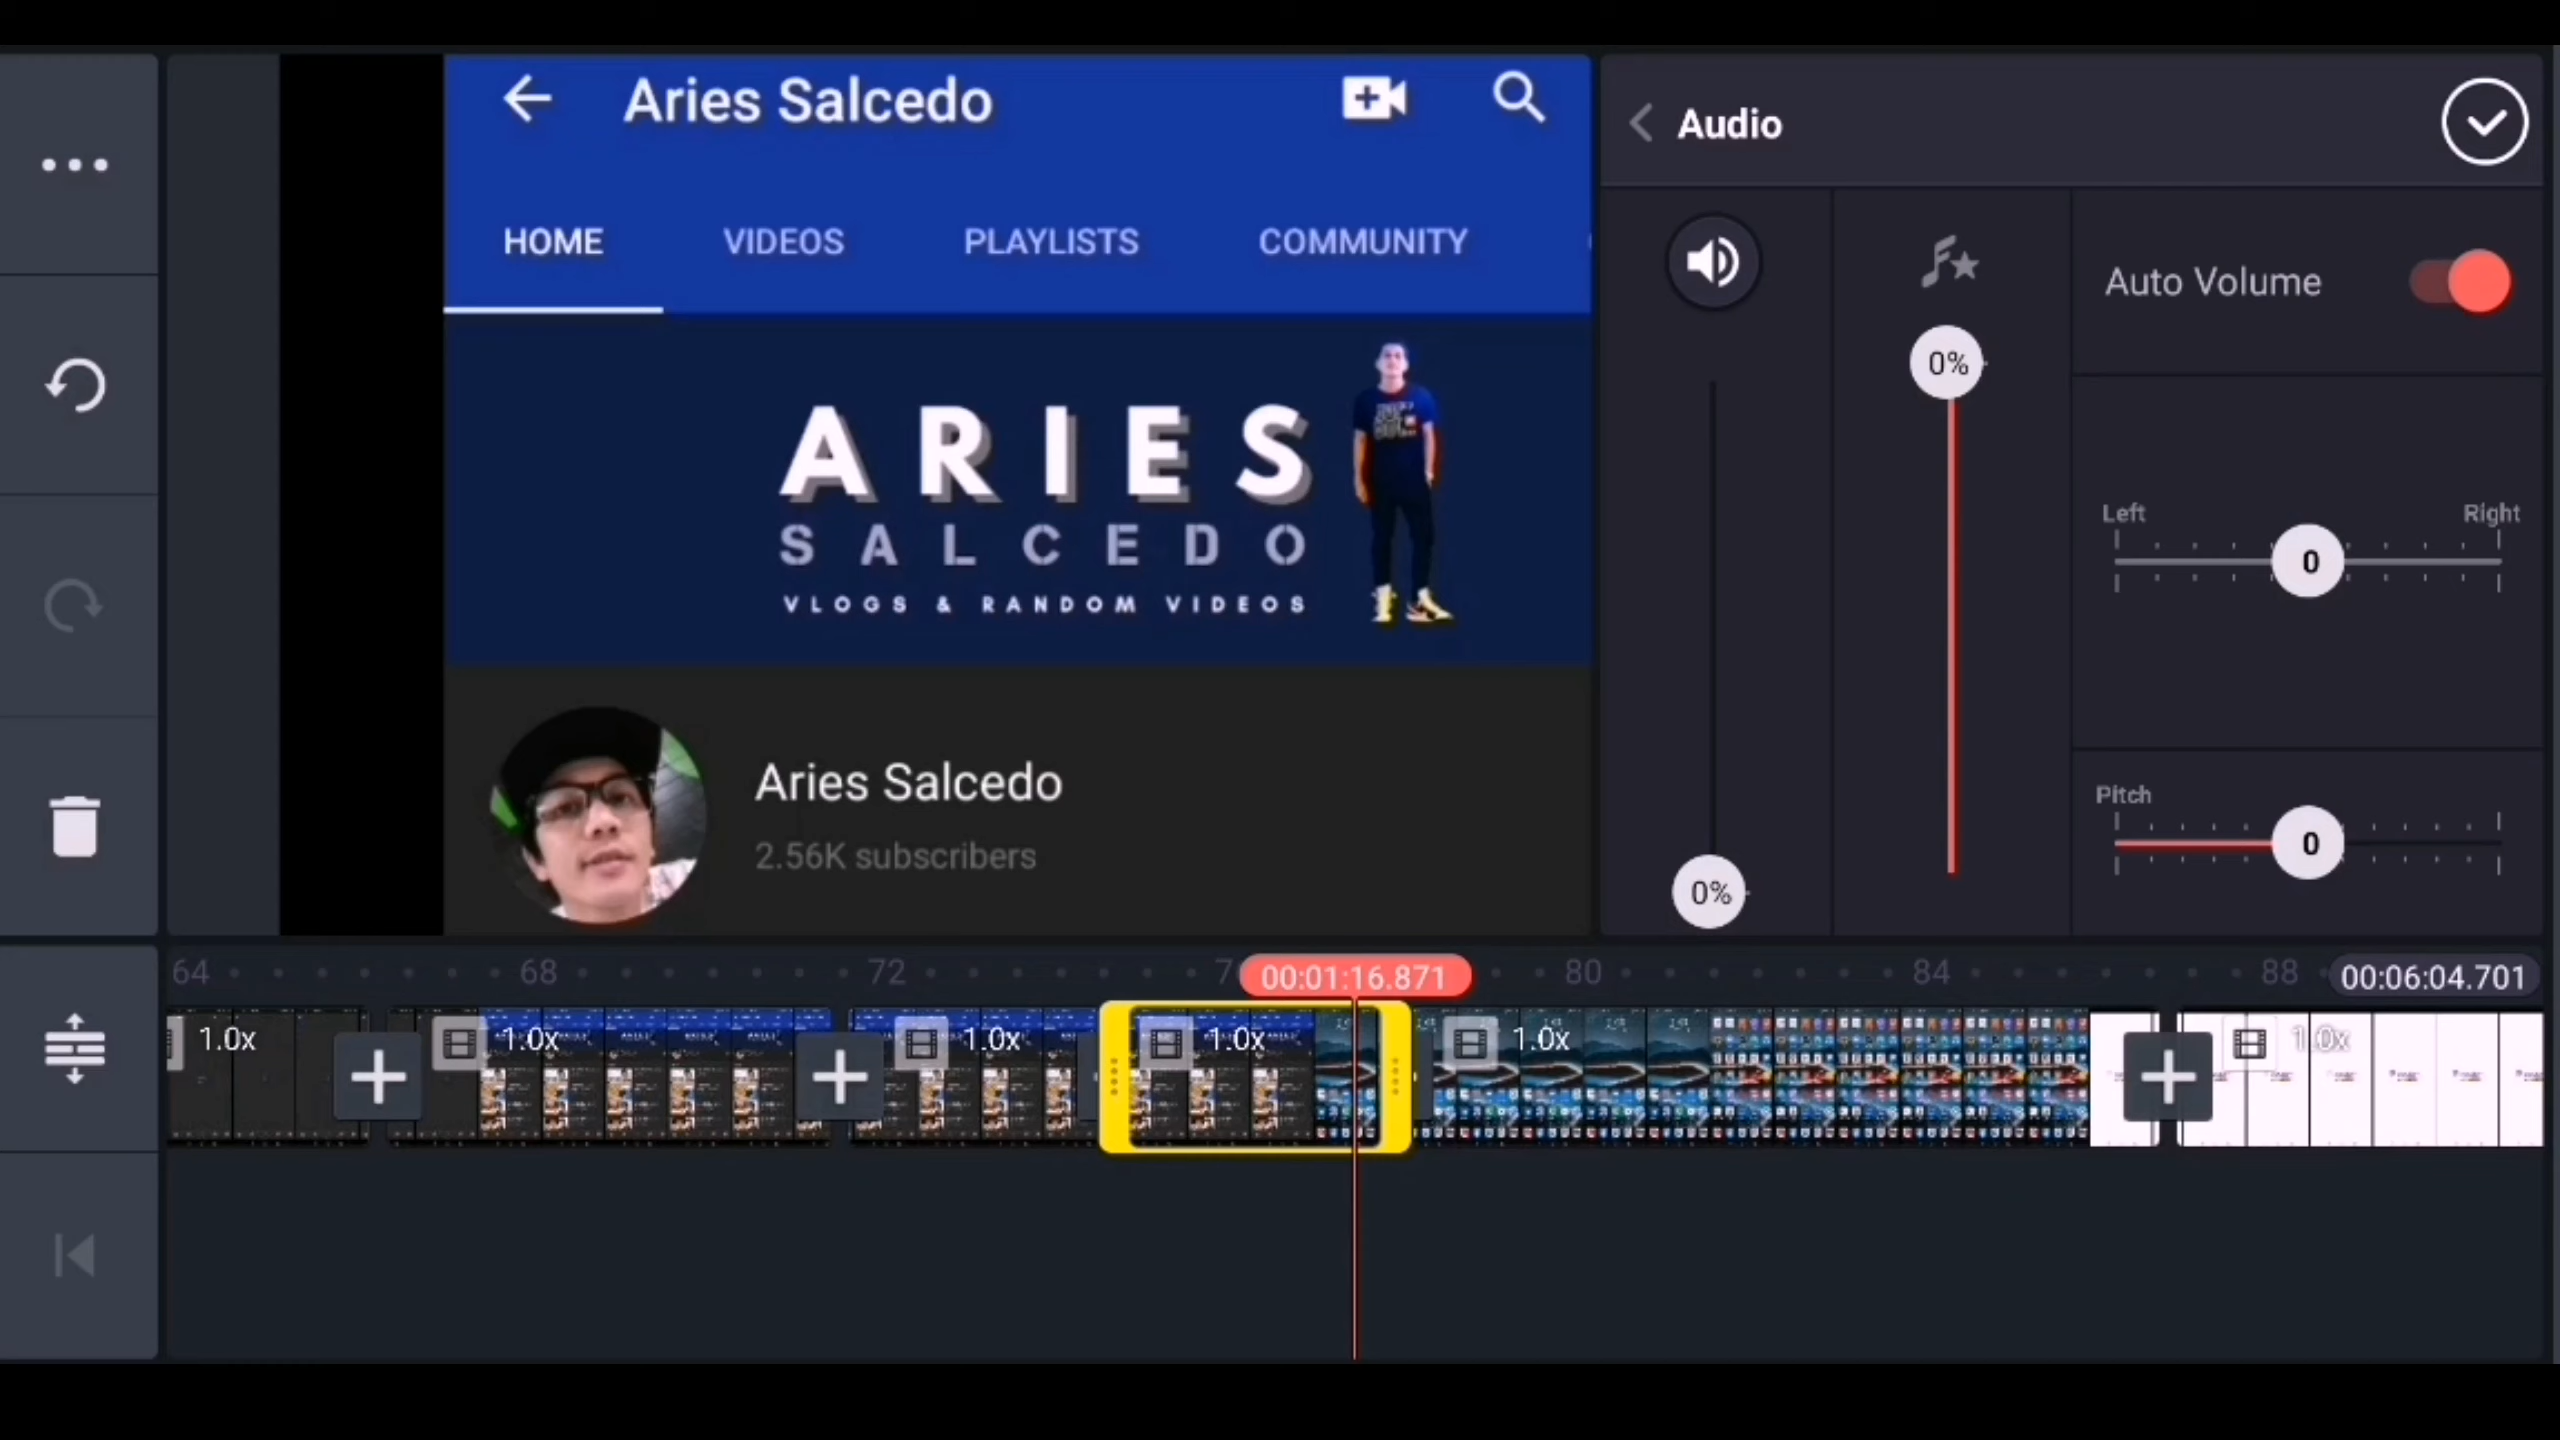 Aries Salcedo
HOME VIDEOS PLAYLISTS COMMUNITY
ARIES
SALCEDO
VLOGS & RANDOM VIDEOS
Aries Salcedo
2.56K subscribers
Audio
Auto Volume
0%
0%
Left Right
0
Pitch
0
64 68 72 00:01:16.871 80 84 88 00:06:04.701
1.0x 1.0x 1.0x 1.0x 1.0x 1.0x